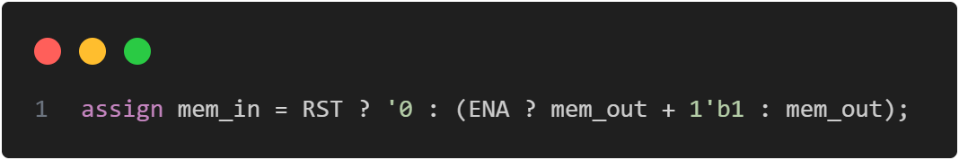 1 assign mem_in = RST ? '0 : (ENA ? mem_out + 1'b1 : mem_out);